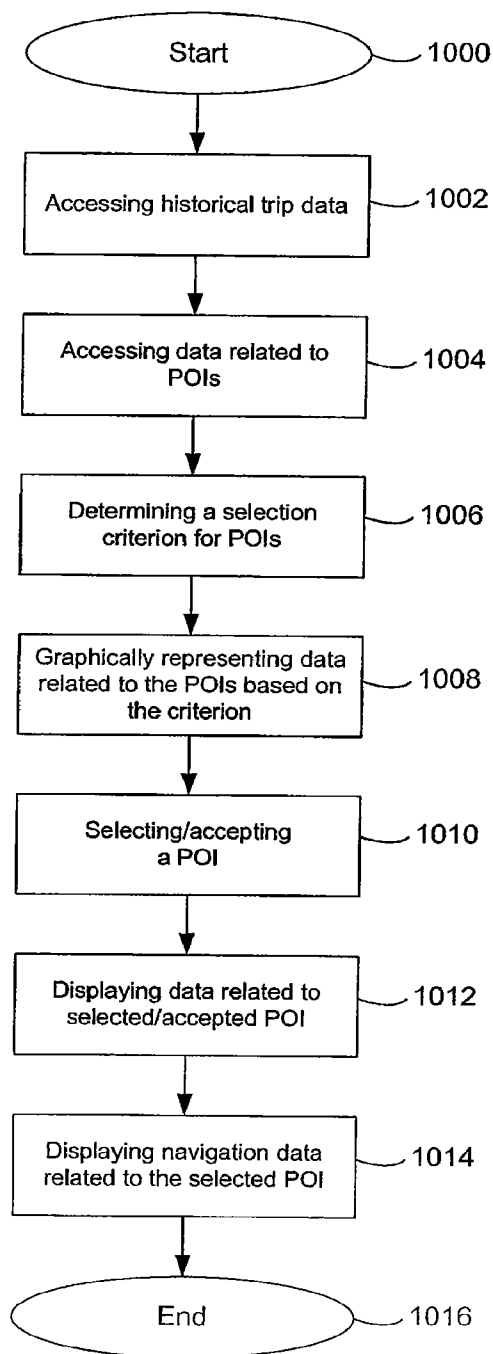 Start
1000
Accessing historical trip data
1002
Accessing data related to
POIs
1004
Determining a selection
criterion for POIs
1006
Graphically representing data
related to the POIs based on
the criterion
1008
Selecting/accepting
a POI
1010
Displaying data related to
selected/accepted POI
1012
Displaying navigation data
related to the selected POI
1014
End
1016